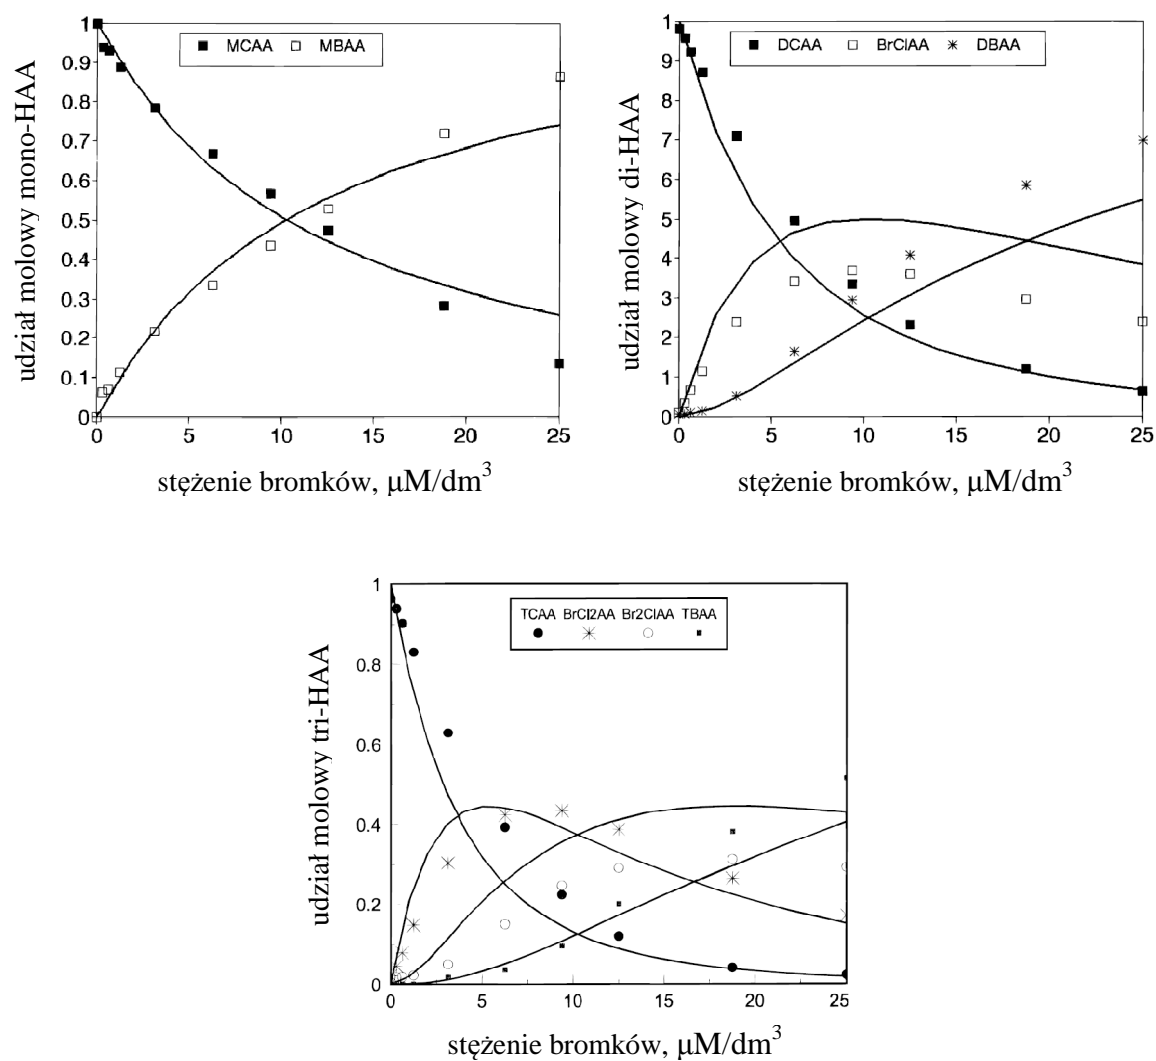 MCAA MBAA
1
0.9
0.8
0.7
0.6
0.5
0.4
0.3
0.2
0.1
0
0 5 10 15 20 25
udział molowy mono-HAA
stężenie bromków, μM/dm³
DCAA BrClAA DBAA
9
8
7
6
5
4
3
2
1
0
0 5 10 15 20 25
udział molowy di-HAA
stężenie bromków, μM/dm³
TCAA BrCl2AA Br2ClAA TBAA
1
0.8
0.6
0.4
0.2
0
0 5 10 15 20 25
udział molowy tri-HAA
stężenie bromków, μM/dm³